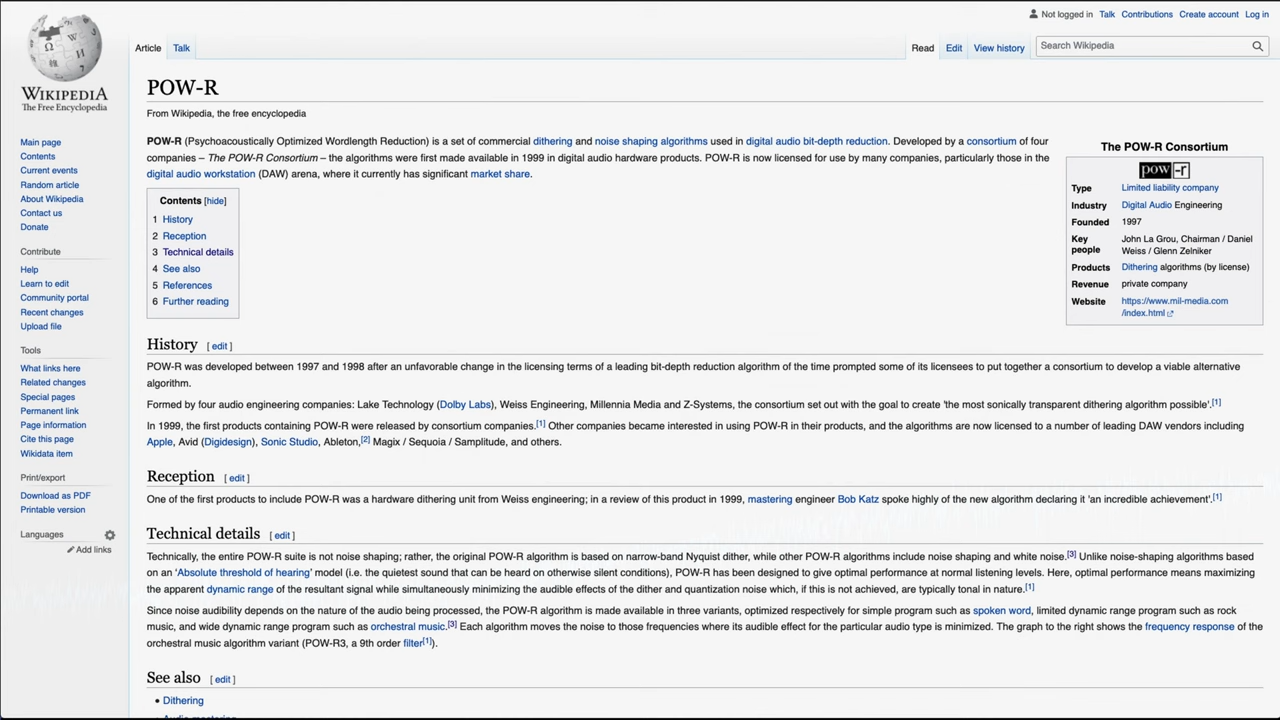 Not logged in Talk Contributions Create account Log in
WIKIPEDIA
The Free Encyclopedia
Article Talk
Read Edit View history
Search Wikipedia
Main page
Contents
Current events
Random article
About Wikipedia
Contact us
Donate
Contribute
Help
Learn to edit
Community portal
Recent changes
Upload file
Tools
What links here
Related changes
Special pages
Permanent link
Page information
Cite this page
Wikidata item
Print/export
Download as PDF
Printable version
Languages
Add links
POW-R
From Wikipedia, the free encyclopedia
POW-R (Psychoacoustically Optimized Wordlength Reduction) is a set of commercial dithering and noise shaping algorithms used in digital audio bit-depth reduction. Developed by a consortium of four
companies – The POW-R Consortium – the algorithms were first made available in 1999 in digital audio hardware products. POW-R is now licensed for use by many companies, particularly those in the
digital audio workstation (DAW) arena, where it currently has significant market share.
The POW-R Consortium
pow-r
Type Limited liability company
Industry Digital Audio Engineering
Founded 1997
Key people John La Grou, Chairman / Daniel
Weiss / Glenn Zelniker
Products Dithering algorithms (by license)
Revenue private company
Website https://www.mil-media.com
/index.html
Contents [hide]
1 History
2 Reception
3 Technical details
4 See also
5 References
6 Further reading
History [ edit ]
POW-R was developed between 1997 and 1998 after an unfavorable change in the licensing terms of a leading bit-depth reduction algorithm of the time prompted some of its licensees to put together a consortium to develop a viable alternative
algorithm.
Formed by four audio engineering companies: Lake Technology (Dolby Labs), Weiss Engineering, Millennia Media and Z-Systems, the consortium set out with the goal to create 'the most sonically transparent dithering algorithm possible'.[1]
In 1999, the first products containing POW-R were released by consortium companies.[1] Other companies became interested in using POW-R in their products, and the algorithms are now licensed to a number of leading DAW vendors including
Apple, Avid (Digidesign), Sonic Studio, Ableton,[2] Magix / Sequoia / Samplitude, and others.
Reception [ edit ]
One of the first products to include POW-R was a hardware dithering unit from Weiss engineering; in a review of this product in 1999, mastering engineer Bob Katz spoke highly of the new algorithm declaring it 'an incredible achievement'.[1]
Technical details [ edit ]
Technically, the entire POW-R suite is not noise shaping; rather, the original POW-R algorithm is based on narrow-band Nyquist dither, while other POW-R algorithms include noise shaping and white noise.[3] Unlike noise-shaping algorithms based
on an 'Absolute threshold of hearing' model (i.e. the quietest sound that can be heard on otherwise silent conditions), POW-R has been designed to give optimal performance at normal listening levels. Here, optimal performance means maximizing
the apparent dynamic range of the resultant signal while simultaneously minimizing the audible effects of the dither and quantization noise which, if this is not achieved, are typically tonal in nature.[1]
Since noise audibility depends on the nature of the audio being processed, the POW-R algorithm is made available in three variants, optimized respectively for simple program such as spoken word, limited dynamic range program such as rock
music, and wide dynamic range program such as orchestral music.[3] Each algorithm moves the noise to those frequencies where its audible effect for the particular audio type is minimized. The graph to the right shows the frequency response of the
orchestral music algorithm variant (POW-R3, a 9th order filter[1]).
See also [ edit ]
• Dithering